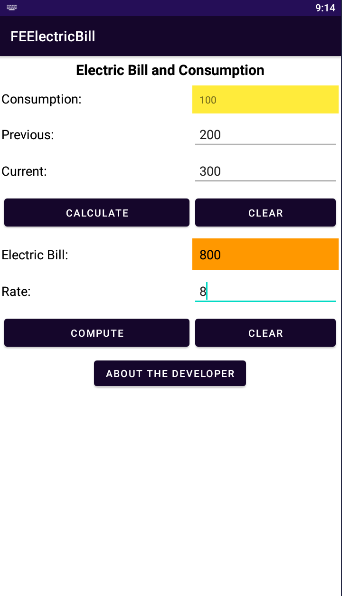 9:14
FEElectricBill
Electric Bill and Consumption
Consumption: 100
Previous: 200
Current: 300
CALCULATE CLEAR
Electric Bill: 800
Rate: 8
COMPUTE CLEAR
ABOUT THE DEVELOPER